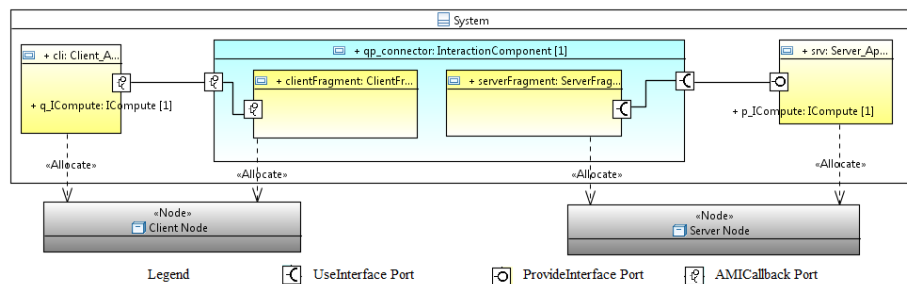 System
+ cli: Client_A...
+ qp_connector: InteractionComponent [1]
+ srv: Server_Ap...
+ clientFragment: ClientFr...
+ serverFragment: ServerFrag...
+ q_ICompute: ICompute [1]
+ p_ICompute: ICompute [1]
«Allocate»
«Allocate»
«Allocate»
«Allocate»
«Node»
Client Node
«Node»
Server Node
Legend
UseInterface Port
ProvideInterface Port
AMICallback Port